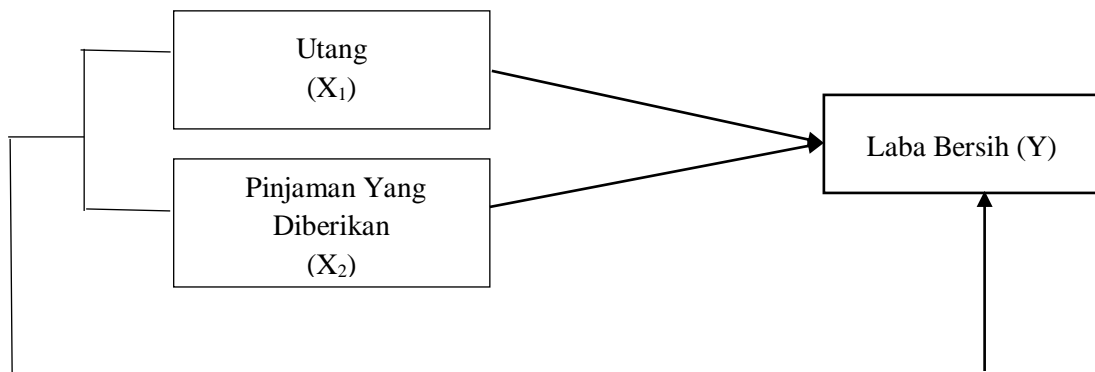 Utang
(X₁)
Pinjaman Yang
Diberikan
(X₂)
Laba Bersih (Y)